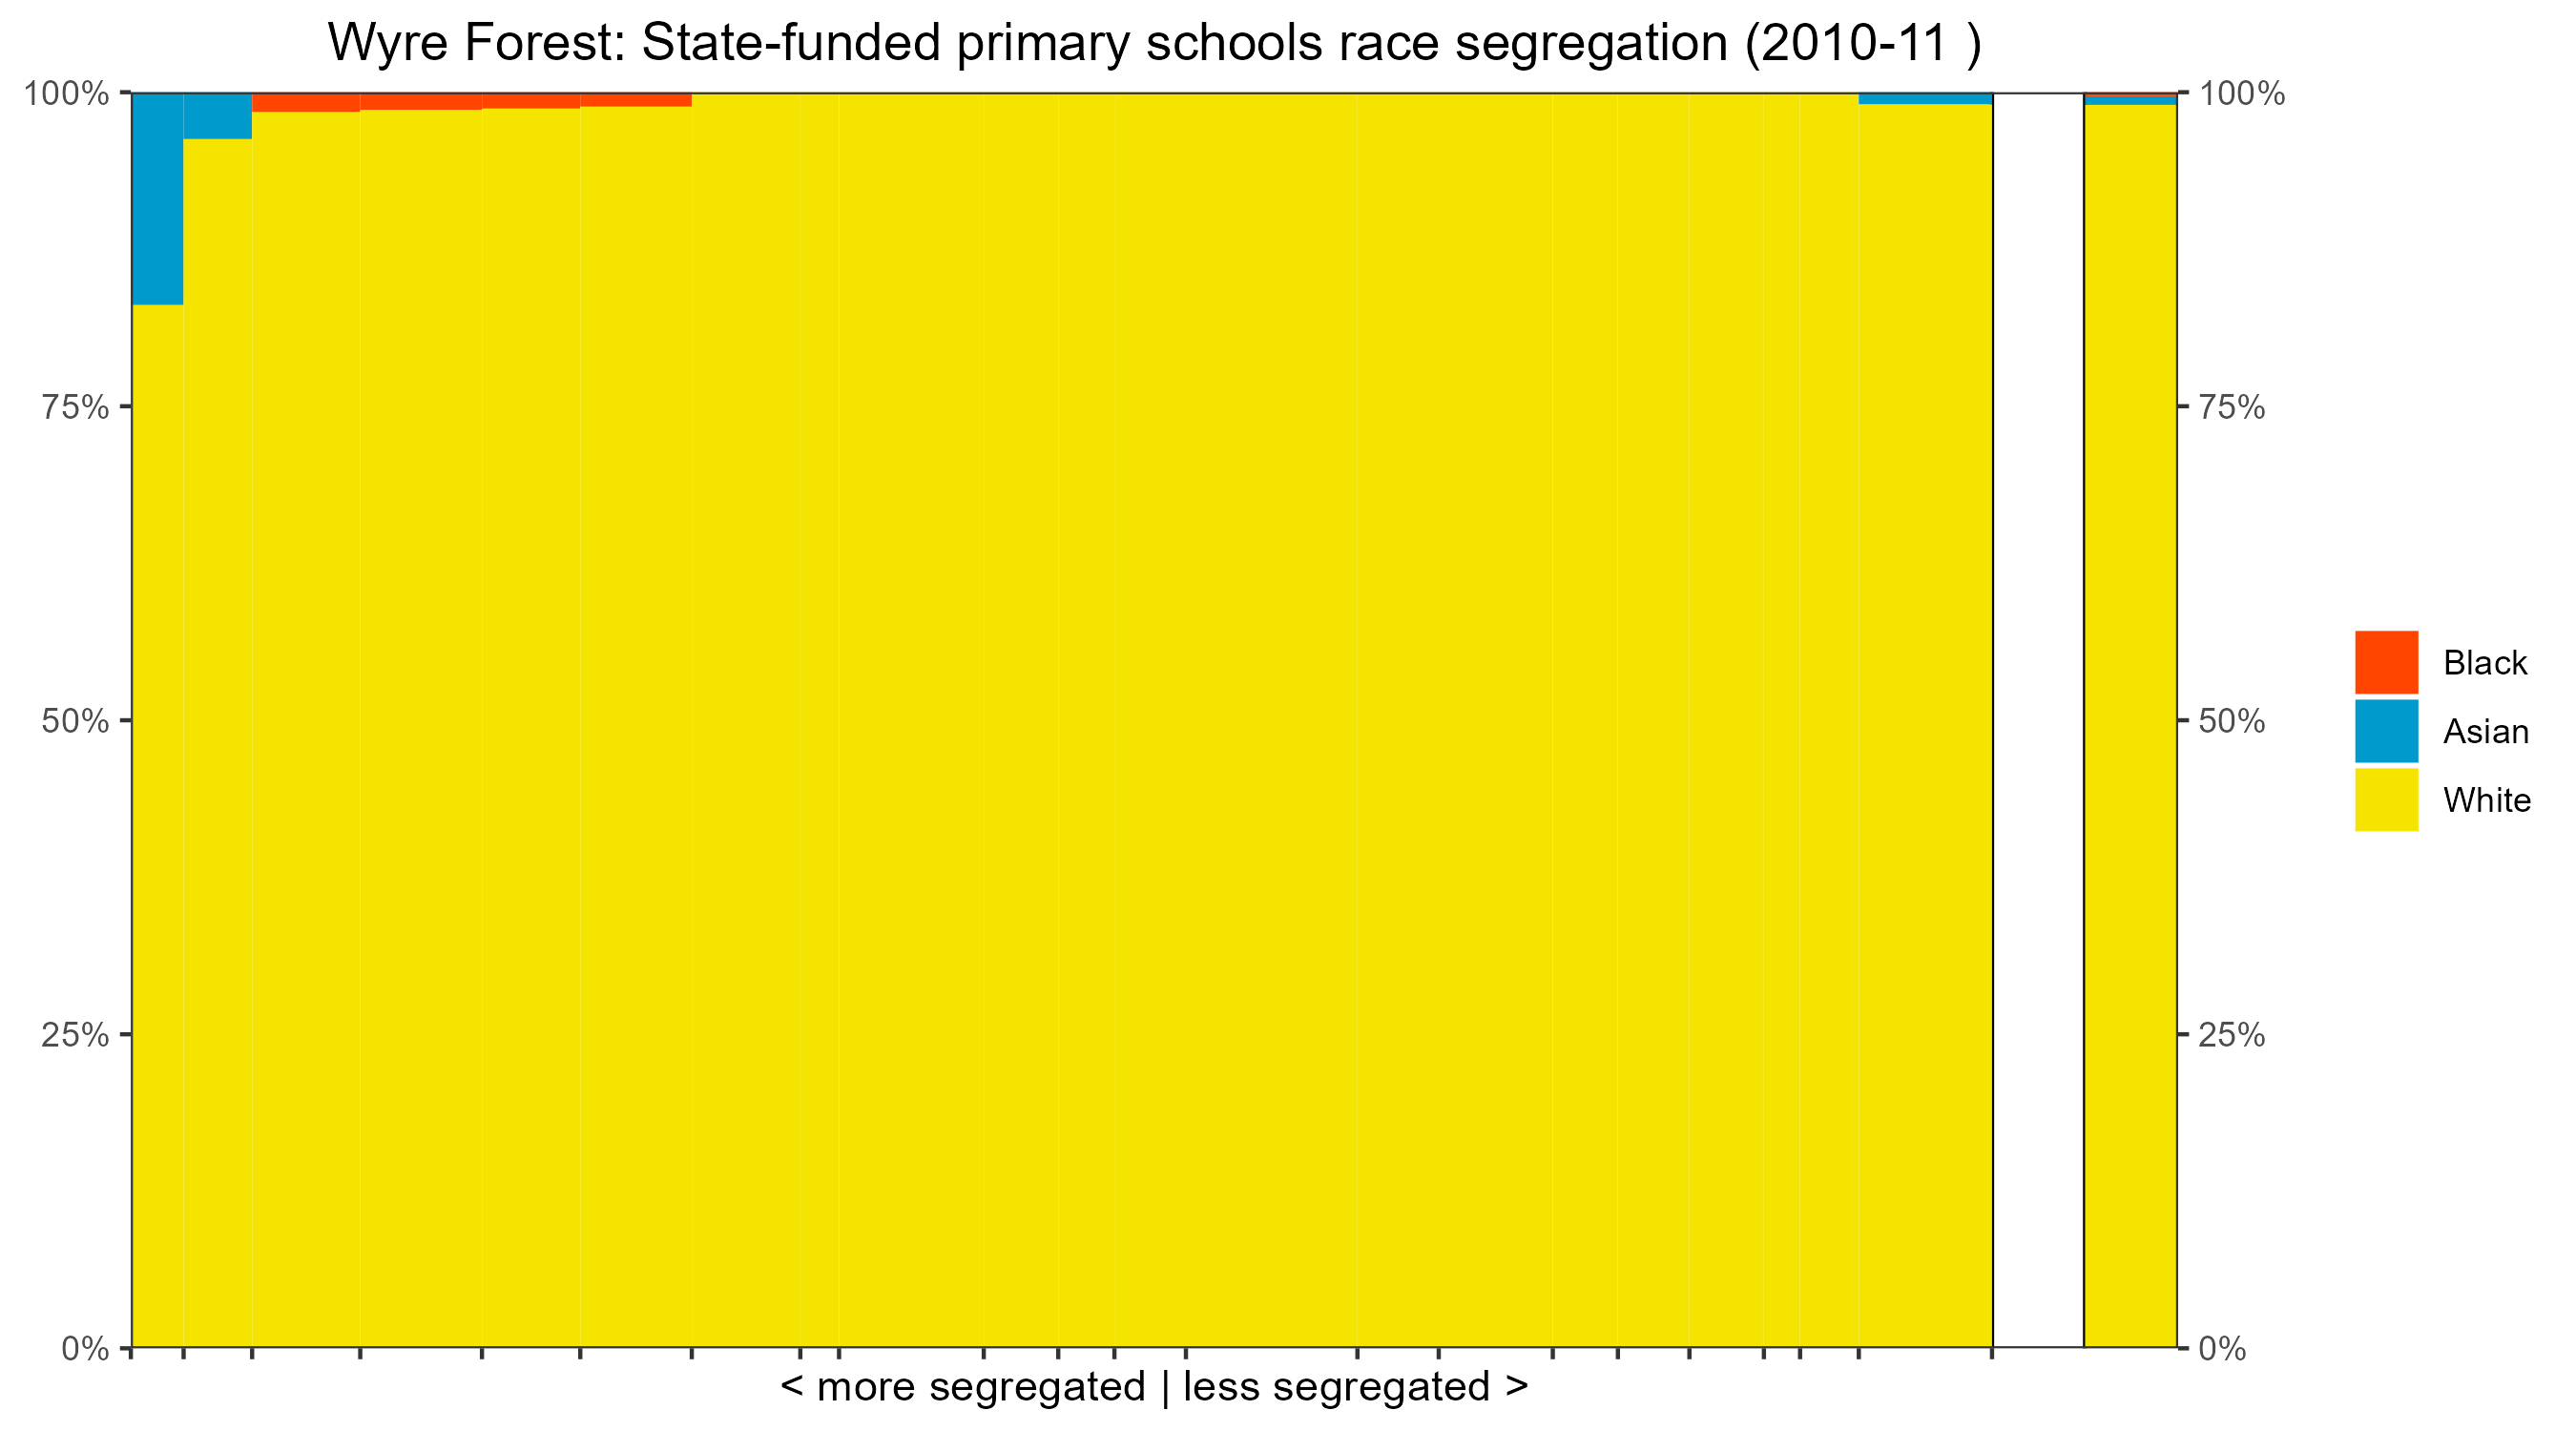 Wyre Forest: State-funded primary schools race segregation (2010-11 )
100%
75%
50%
25%
0%
100%
75%
50%
25%
0%
Black
Asian
White
< more segregated | less segregated >